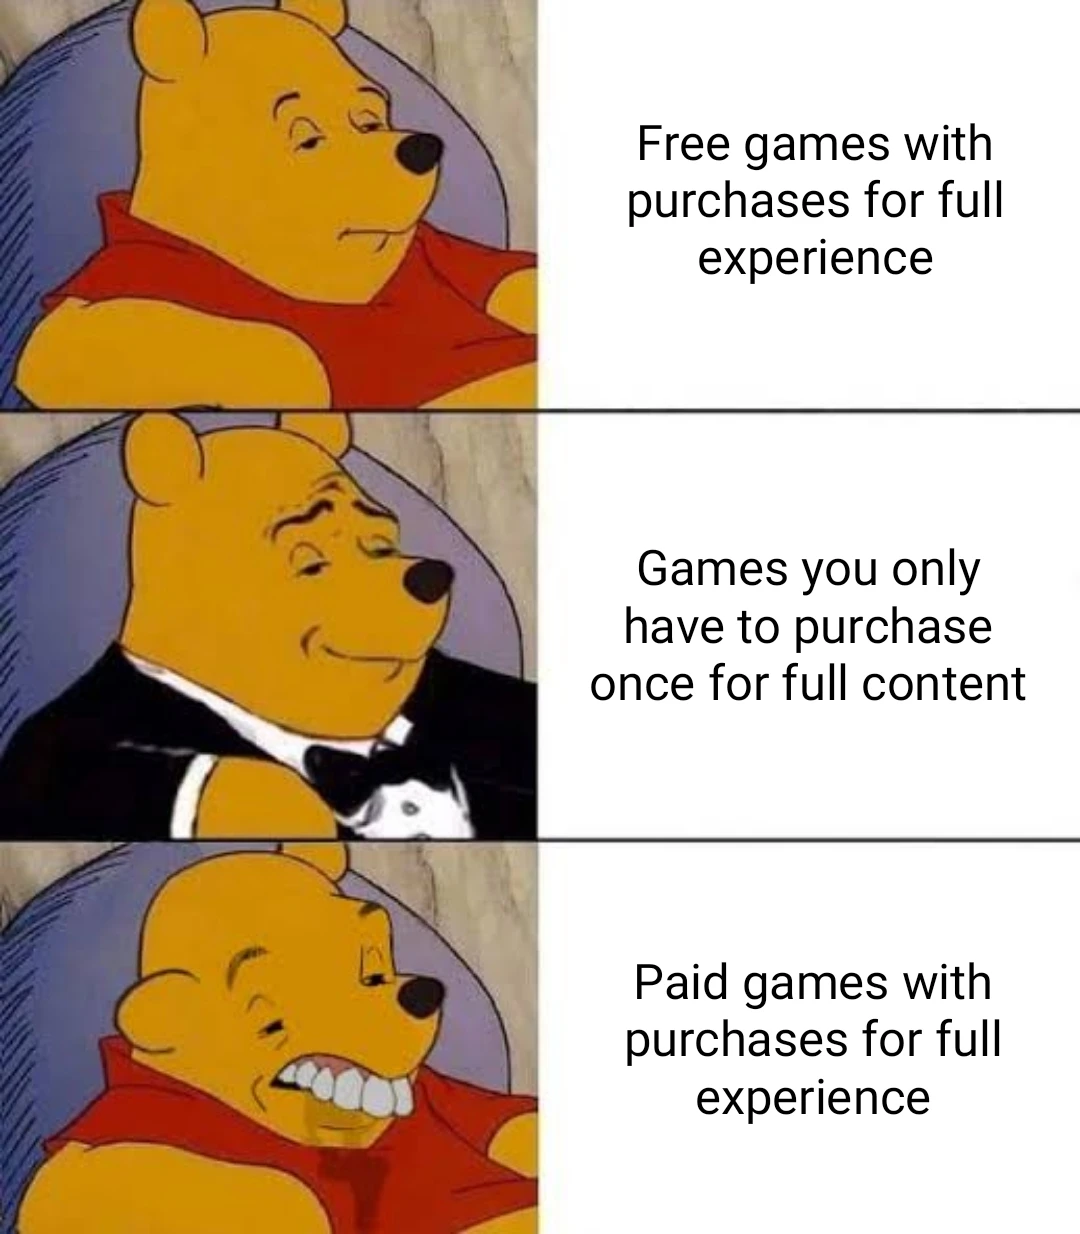 Free games with
purchases for full
experience
Games you only
have to purchase
once for full content
Paid games with
purchases for full
experience